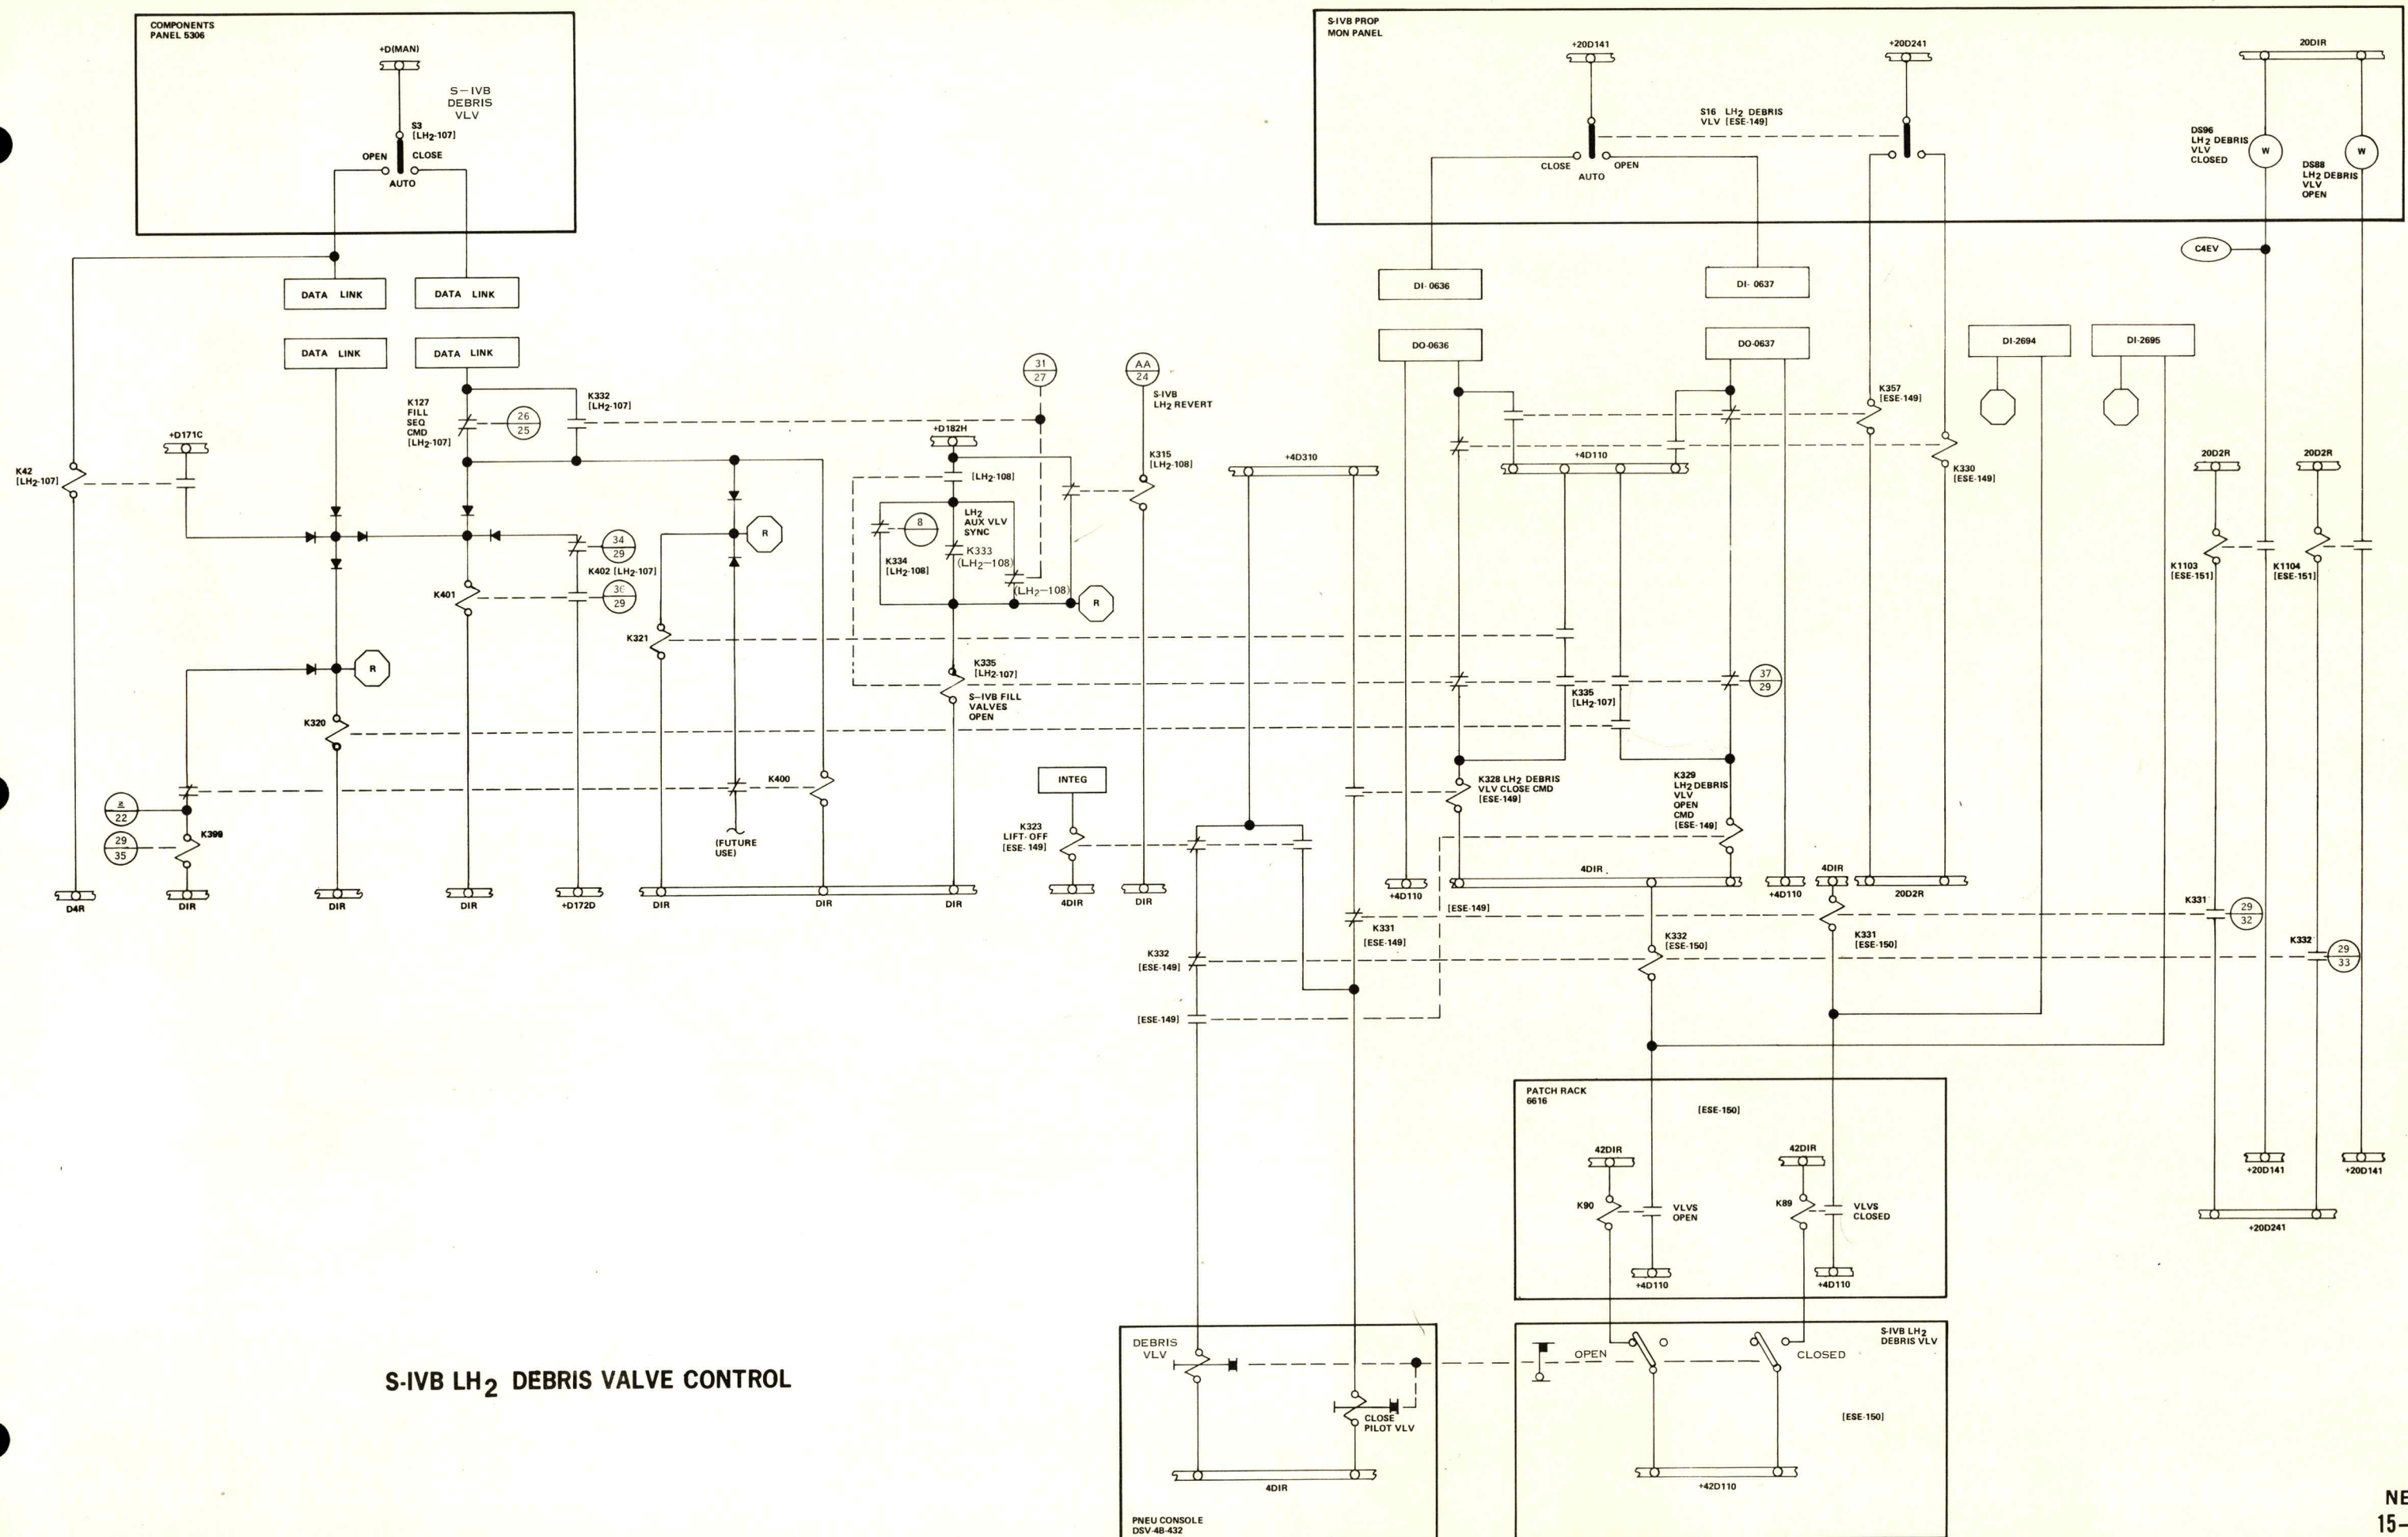 COMPONENTS
PANEL 5306
+D(MAN)
S-IVB
DEBRIS
VLV
S3
[LH2-107]
OPEN
CLOSE
AUTO
S-IVB PROP
MON PANEL
+20D141
+20D241
20DIR
S16 LH2 DEBRIS
VLV [ESE-149]
CLOSE
OPEN
AUTO
DS96
LH2 DEBRIS
VLV
CLOSED
W
DS88
LH2 DEBRIS
VLV
OPEN
W
C4EV
DATA LINK
DATA LINK
DI-0636
DI-0637
DATA LINK
DATA LINK
DO-0636
DO-0637
DI-2694
DI-2695
31
27
AA
24
S-IVB
LH2 REVERT
K127
FILL
SEQ
CMD
[LH2-107]
26
25
K332
[LH2-107]
K357
[ESE-149]
+D171C
+D182H
K42
[LH2-107]
[LH2-108]
K315
[LH2-108]
+4D310
+4D110
K330
[ESE-149]
20D2R
20D2R
LH2
AUX VLV
SYNC
8
K334
[LH2-108]
K333
(LH2-108)
(LH2-108)
R
34
29
K402 [LH2-107]
K401
36
29
R
K1103
[ESE-151]
K1104
[ESE-151]
K321
R
K335
[LH2-107]
S-IVB FILL
VALVES
OPEN
K335
[LH2-107]
37
29
K320
K400
INTEG
K328 LH2 DEBRIS
VLV CLOSE CMD
[ESE-149]
K329
LH2 DEBRIS
VLV
OPEN
CMD
[ESE-149]
a
22
K399
29
35
(FUTURE
USE)
K323
LIFT-OFF
[ESE-149]
D4R
DIR
DIR
DIR
+D172D
DIR
DIR
DIR
4DIR
DIR
+4D110
4DIR
+4D110
4DIR
20D2R
[ESE-149]
K331
[ESE-149]
K331
[ESE-150]
K331
29
32
K332
[ESE-149]
K332
[ESE-150]
K332
29
33
[ESE-149]
PATCH RACK
6616
[ESE-150]
42DIR
42DIR
K90
VLVS
OPEN
K89
VLVS
CLOSED
+4D110
+4D110
+20D141
+20D141
+20D241
DEBRIS
VLV
CLOSE
PILOT VLV
4DIR
PNEU CONSOLE
DSV-4B-432
OPEN
CLOSED
S-IVB LH2
DEBRIS VLV
[ESE-150]
+42D110
S-IVB LH2 DEBRIS VALVE CONTROL
NE
15-